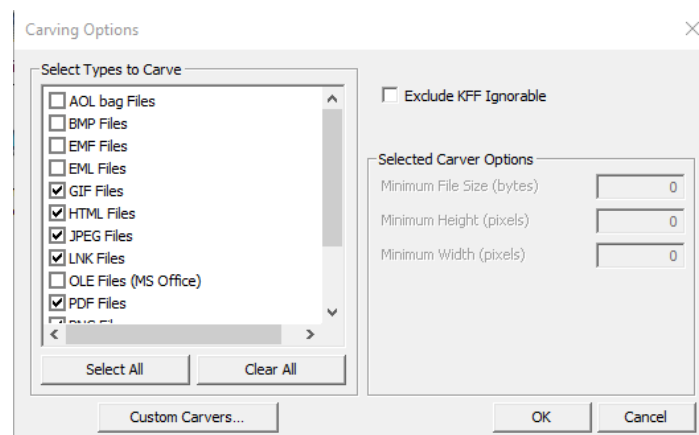 Carving Options
Select Types to Carve
AOL bag Files
BMP Files
EMF Files
EML Files
GIF Files
HTML Files
JPEG Files
LNK Files
OLE Files (MS Office)
PDF Files
Select All
Clear All
Custom Carvers...
Exclude KFF Ignorable
Selected Carver Options
Minimum File Size (bytes) 0
Minimum Height (pixels) 0
Minimum Width (pixels) 0
OK
Cancel